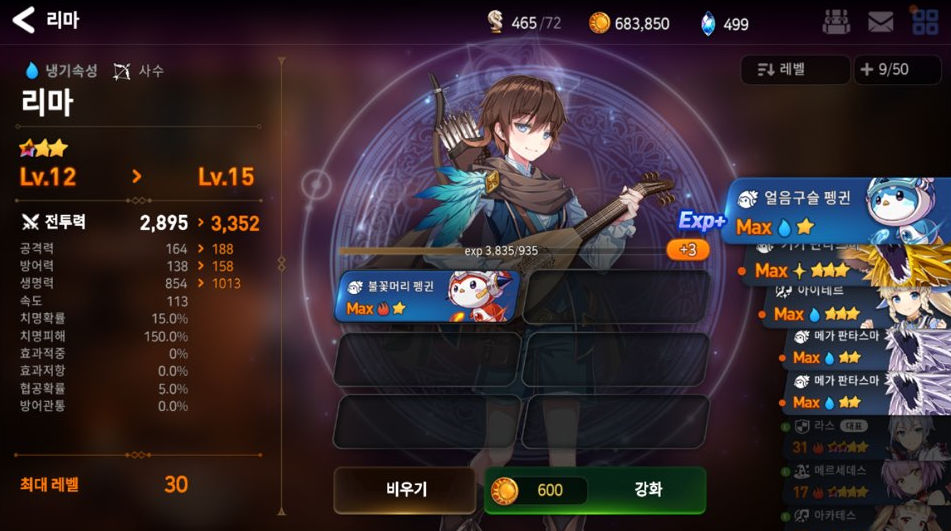 리마
465/72
683,850
499
냉기속성 사수
리마
Lv.12 > Lv.15
전투력 2,895 > 3,352
공격력 164 > 188
방어력 138 > 158
생명력 854 > 1013
속도 113
치명확률 15.0%
치명피해 150.0%
효과적중 0%
효과저항 0.0%
협공확률 5.0%
방어관통 0.0%
최대 레벨 30
exp 3,835/935
Exp+
+3
불꽃머리 펭귄
Max
비우기
600
강화
레벨
+ 9/50
얼음구슬 펭귄
Max
Max
아이테르
Max
메가 판타스마
Max
메가 판타스마
Max
라스 대표
31
메르세데스
17
아카테스